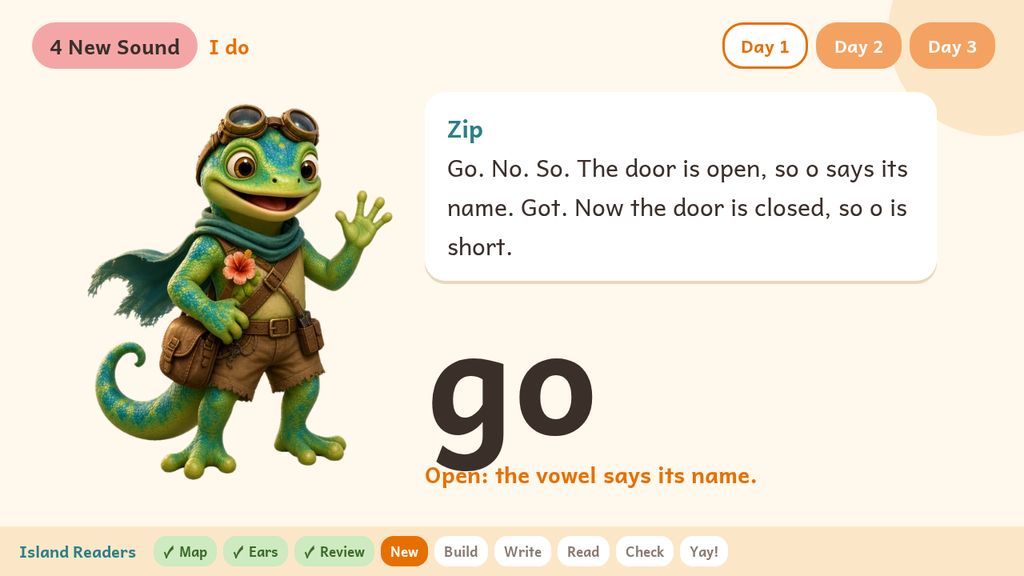 4 New Sound I do
Day 1 Day 2 Day 3
Zip
Go. No. So. The door is open, so o says its
name. Got. Now the door is closed, so o is
short.
go
Open: the vowel says its name.
Island Readers ✓ Map ✓ Ears ✓ Review New Build Write Read Check Yay!